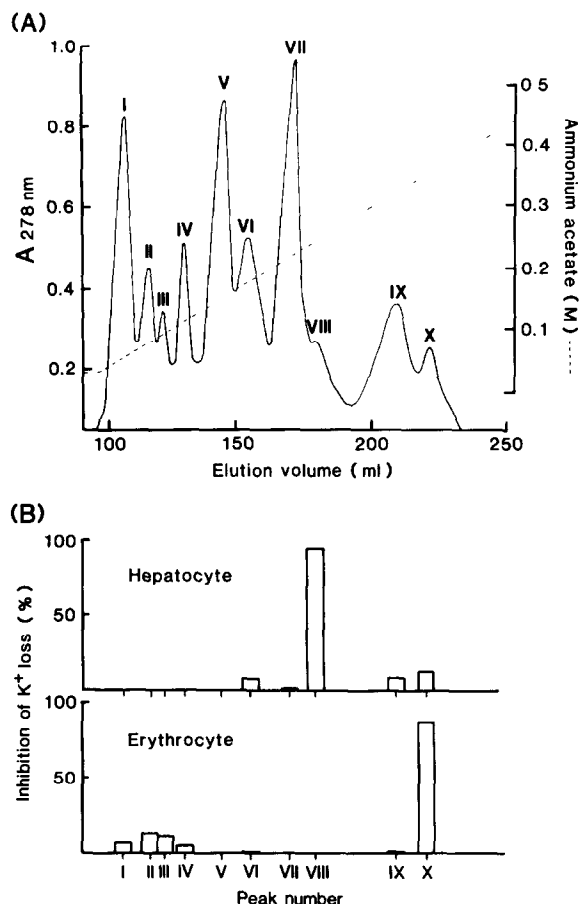 (A)
A 278 nm
1.0
0.8
0.6
0.4
0.2
I
II
III
IV
V
VI
VII
VIII
IX
X
0.5
0.4
0.3
0.2
0.1
Ammonium acetate (M)
100
150
200
250
Elution volume (ml)
(B)
Inhibition of K+ loss (%)
100
50
Hepatocyte
100
50
Erythrocyte
I
II
III
IV
V
VI
VII
VIII
IX
X
Peak number